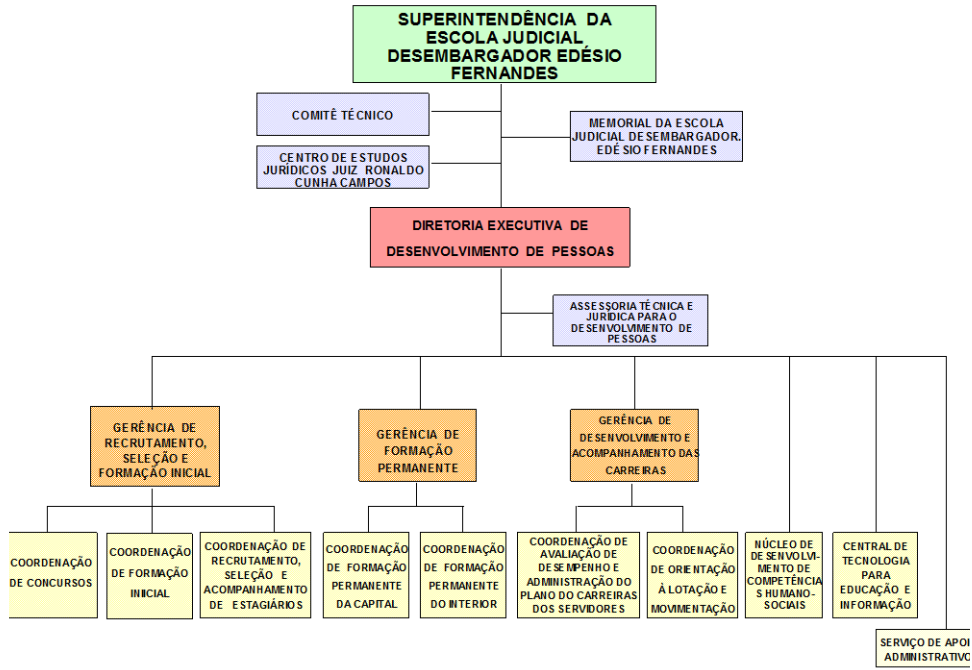 SUPERINTENDÊNCIA DA
ESCOLA JUDICIAL
DESEMBARGADOR EDÉSIO
FERNANDES
COMITÊ TÉCNICO
MEMORIAL DA ESCOLA
JUDICIAL DESEMBARGADOR.
EDÉSIO FERNANDES
CENTRO DE ESTUDOS
JURÍDICOS JUIZ RONALDO
CUNHA CAMPOS
DIRETORIA EXECUTIVA DE
DESENVOLVIMENTO DE PESSOAS
ASSESSORIA TÉCNICA E
JURÍDICA PARA O
DESENVOLVIMENTO DE
PESSOAS
GERÊNCIA DE
RECRUTAMENTO,
SELEÇÃO E
FORMAÇÃO INICIAL
GERÊNCIA DE
FORMAÇÃO
PERMANENTE
GERÊNCIA DE
DESENVOLVIMENTO E
ACOMPANHAMENTO DAS
CARREIRAS
COORDENAÇÃO
DE CONCURSOS
COORDENAÇÃO
DE FORMAÇÃO
INICIAL
COORDENAÇÃO DE
RECRUTAMENTO,
SELEÇÃO E
ACOMPANHAMENTO
DE ESTAGIÁRIOS
COORDENAÇÃO
DE FORMAÇÃO
PERMANENTE
DA CAPITAL
COORDENAÇÃO
DE FORMAÇÃO
PERMANENTE
DO INTERIOR
COORDENAÇÃO DE
AVALIAÇÃO DE
DESEMPENHO E
ADMINISTRAÇÃO DO
PLANO DO CARREIRAS
DOS SERVIDORES
COORDENAÇÃO
DE ORIENTAÇÃO
À LOTAÇÃO E
MOVIMENTAÇÃO
NÚCLEO DE
DESENVOLVI-
MENTO DE
COMPETÊNCIA
S HUMANO-
SOCIAIS
CENTRAL DE
TECNOLOGIA
PARA
EDUCAÇÃO E
INFORMAÇÃO
SERVIÇO DE APOI
ADMINISTRATIVO